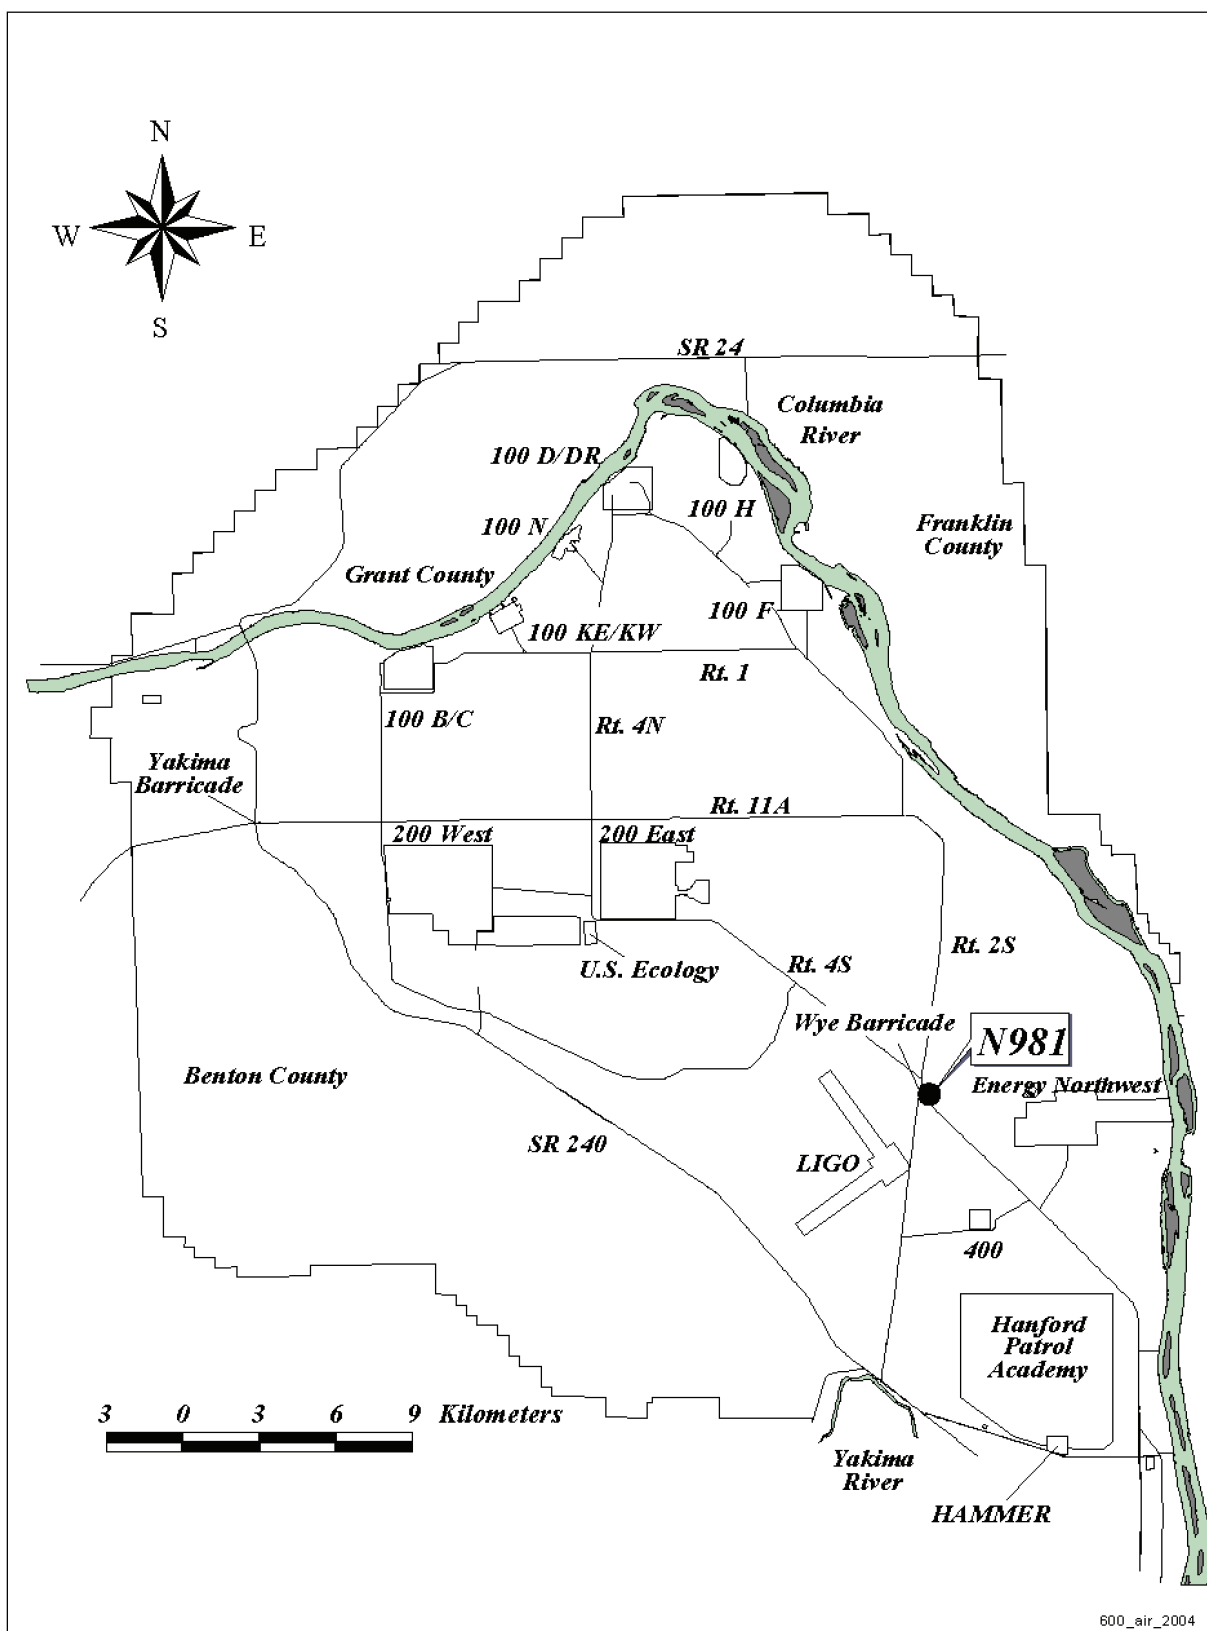 N
W
E
S
SR 24
Columbia
River
100 D/DR
100 H
100 N
Franklin
County
Grant County
100 F
100 KE/KW
Rt. 1
100 B/C
Rt. 4N
Yakima
Barricade
Rt. 11A
200 West
200 East
Rt. 2S
U.S. Ecology
Rt. 4S
Wye Barricade
N981
Benton County
Energy Northwest
SR 240
LIGO
400
Hanford
Patrol
Academy
3 0 3 6 9 Kilometers
Yakima
River
HAMMER
600_air_2004